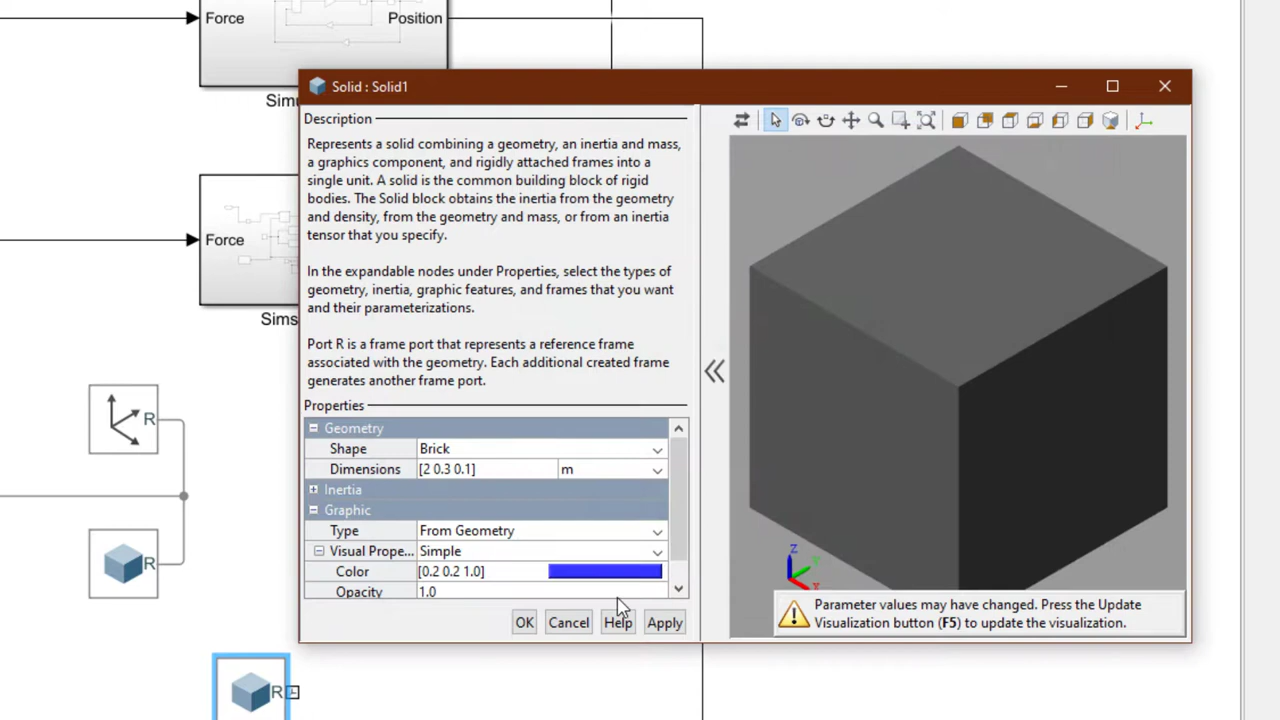 Force
Position
Simu
Solid : Solid1
Description
Represents a solid combining a geometry, an inertia and mass,
a graphics component, and rigidly attached frames into a
single unit. A solid is the common building block of rigid
bodies. The Solid block obtains the inertia from the geometry
and density, from the geometry and mass, or from an inertia
tensor that you specify.
In the expandable nodes under Properties, select the types of
geometry, inertia, graphic features, and frames that you want
and their parameterizations.
Port R is a frame port that represents a reference frame
associated with the geometry. Each additional created frame
generates another frame port.
Properties
Geometry
Shape Brick
Dimensions [2 0.3 0.1] m
Inertia
Graphic
Type From Geometry
Visual Prope... Simple
Color [0.2 0.2 1.0]
Opacity 1.0
OK Cancel Help Apply
Z
Y
X
Parameter values may have changed. Press the Update
Visualization button (F5) to update the visualization.
Force
Sims
R
R
R